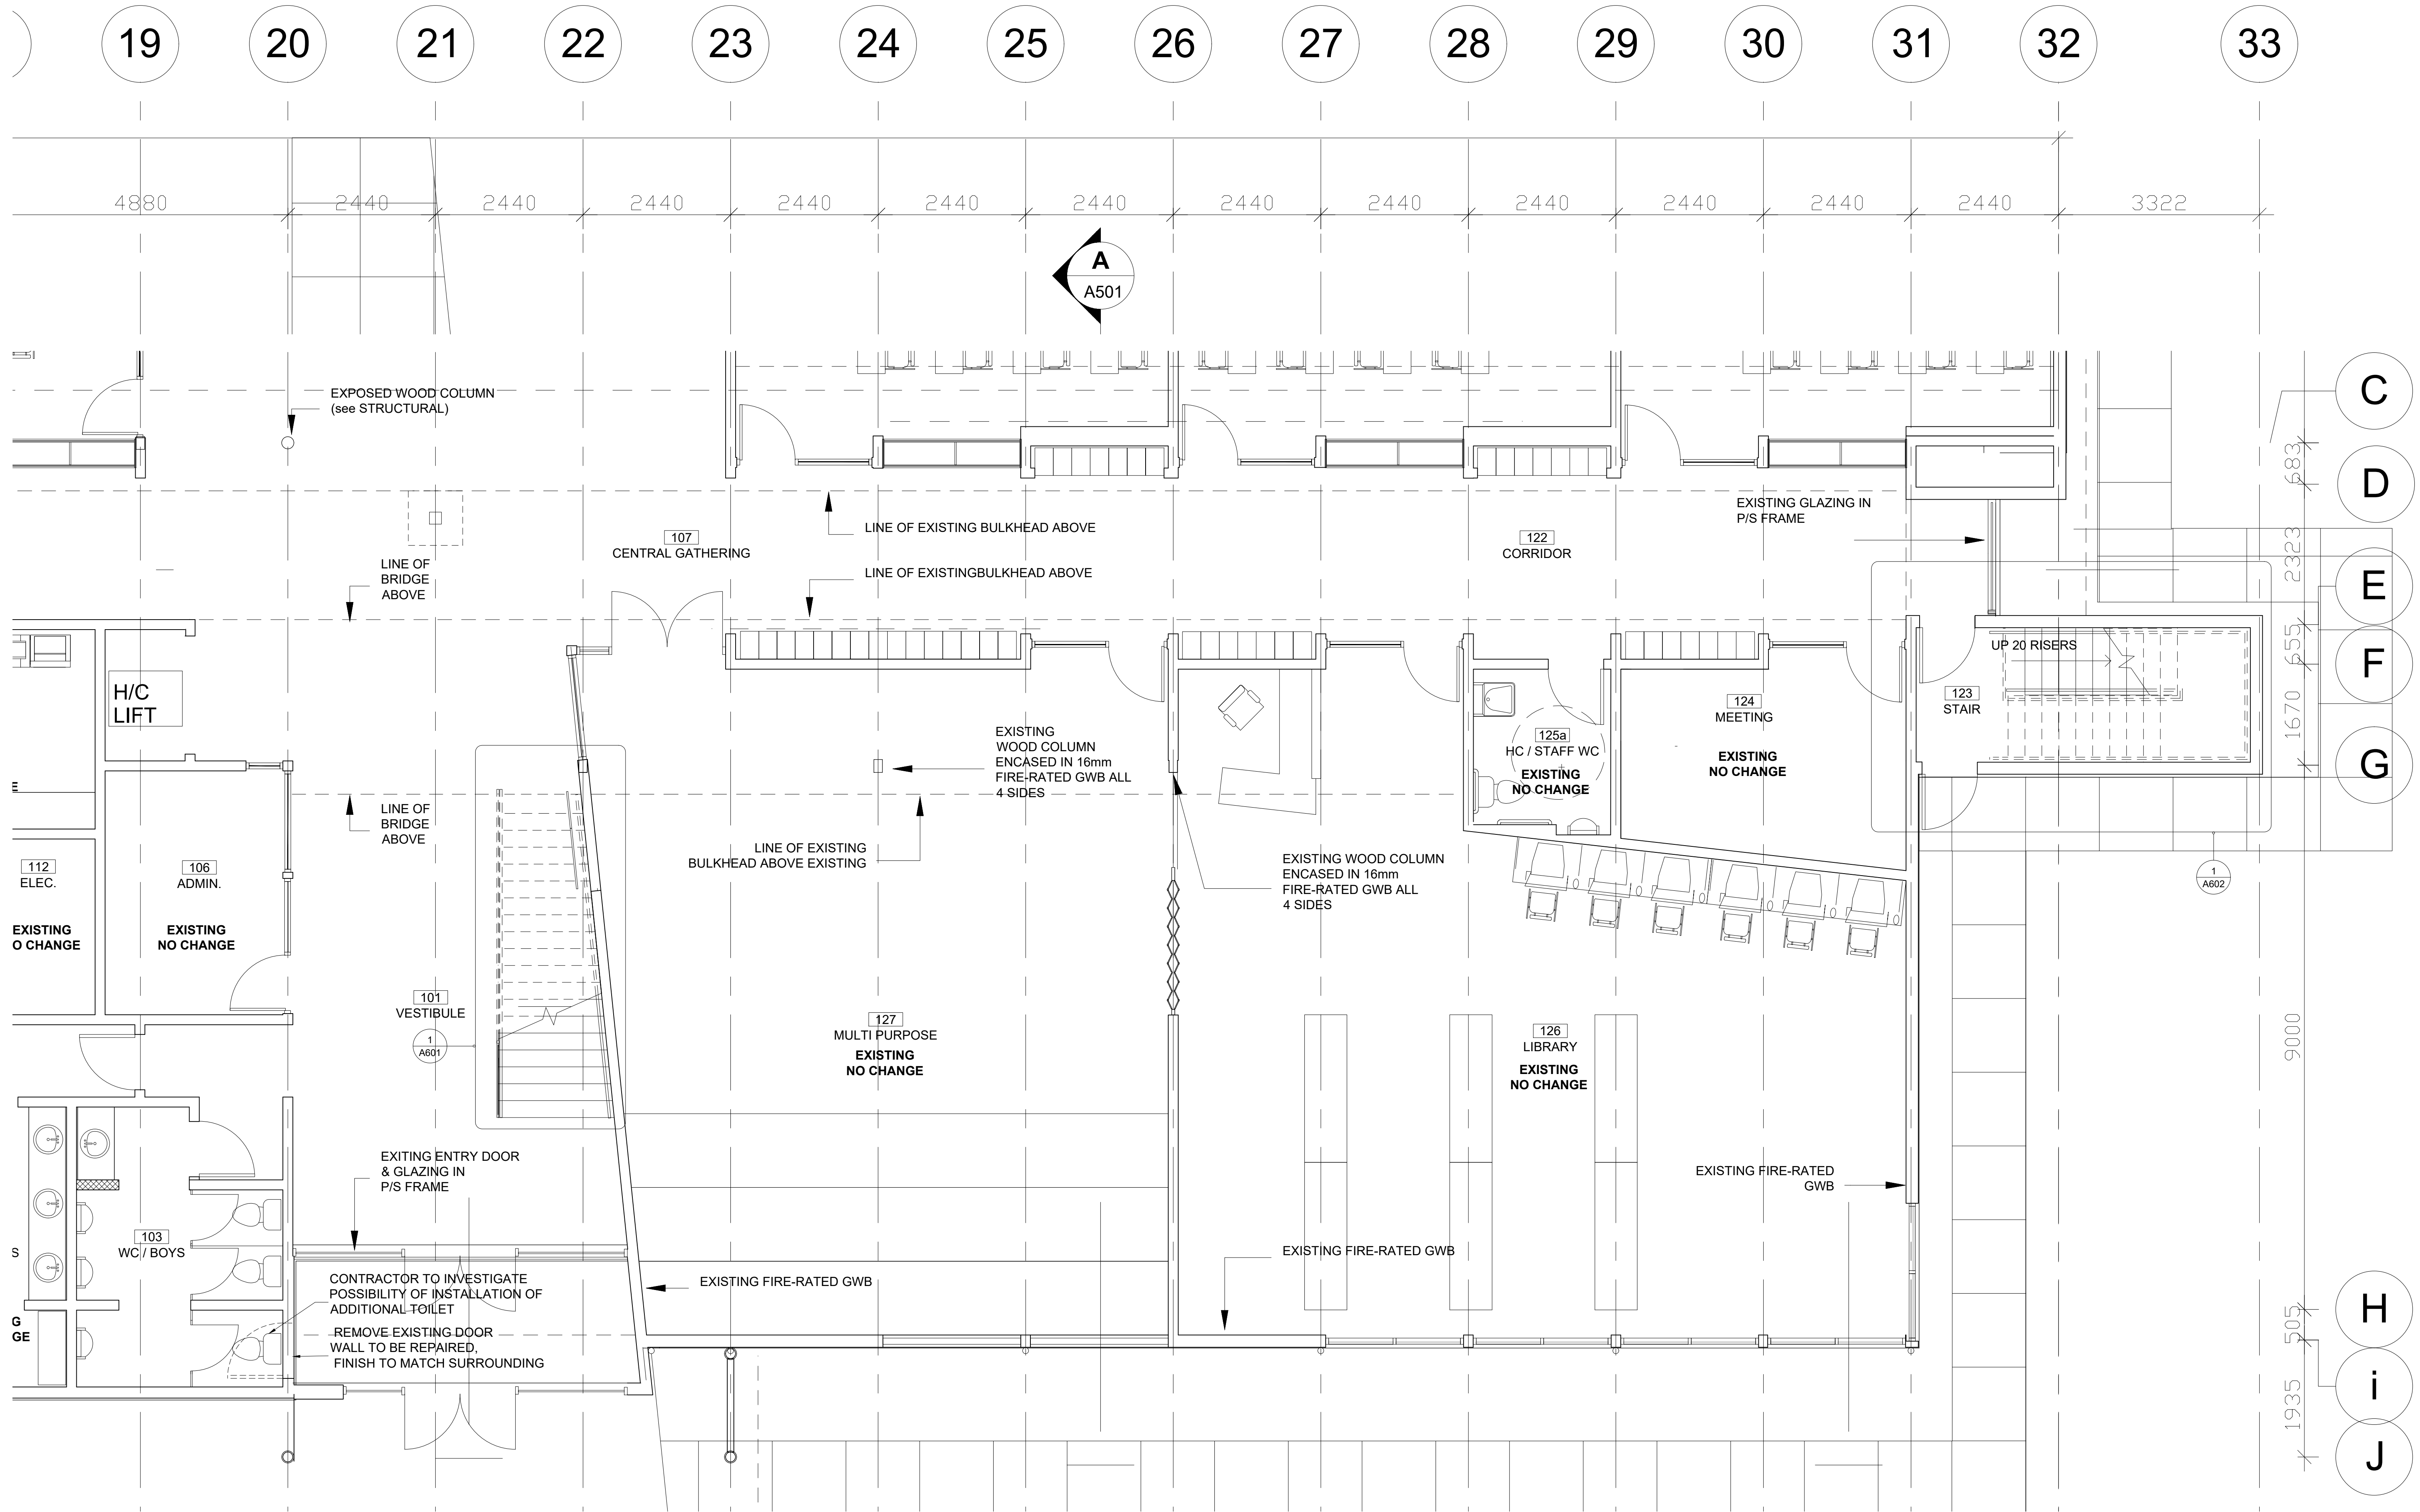 19 20 21 22 23 24 25 26 27 28 29 30 31 32 33
4880 2440 2440 2440 2440 2440 2440 2440 2440 2440 2440 2440 2440 3322
A
A501
C
D
E
F
G
H
i
J
683
2323
655
1670
9000
505
1935
EXPOSED WOOD COLUMN
(see STRUCTURAL)
LINE OF EXISTING BULKHEAD ABOVE
107
CENTRAL GATHERING
LINE OF EXISTINGBULKHEAD ABOVE
122
CORRIDOR
EXISTING GLAZING IN
P/S FRAME
LINE OF
BRIDGE
ABOVE
H/C
LIFT
UP 20 RISERS
123
STAIR
124
MEETING
EXISTING
NO CHANGE
125a
HC / STAFF WC
EXISTING
NO CHANGE
EXISTING
WOOD COLUMN
ENCASED IN 16mm
FIRE-RATED GWB ALL
4 SIDES
E
LINE OF
BRIDGE
ABOVE
LINE OF EXISTING
BULKHEAD ABOVE EXISTING
EXISTING WOOD COLUMN
ENCASED IN 16mm
FIRE-RATED GWB ALL
4 SIDES
1
A602
112
ELEC.
EXISTING
O CHANGE
106
ADMIN.
EXISTING
NO CHANGE
101
VESTIBULE
1
A601
127
MULTI PURPOSE
EXISTING
NO CHANGE
126
LIBRARY
EXISTING
NO CHANGE
EXITING ENTRY DOOR
& GLAZING IN
P/S FRAME
EXISTING FIRE-RATED
GWB
S
103
WC / BOYS
EXISTING FIRE-RATED GWB
EXISTING FIRE-RATED GWB
CONTRACTOR TO INVESTIGATE
POSSIBILITY OF INSTALLATION OF
ADDITIONAL TOILET
G
GE
REMOVE EXISTING DOOR
WALL TO BE REPAIRED,
FINISH TO MATCH SURROUNDING